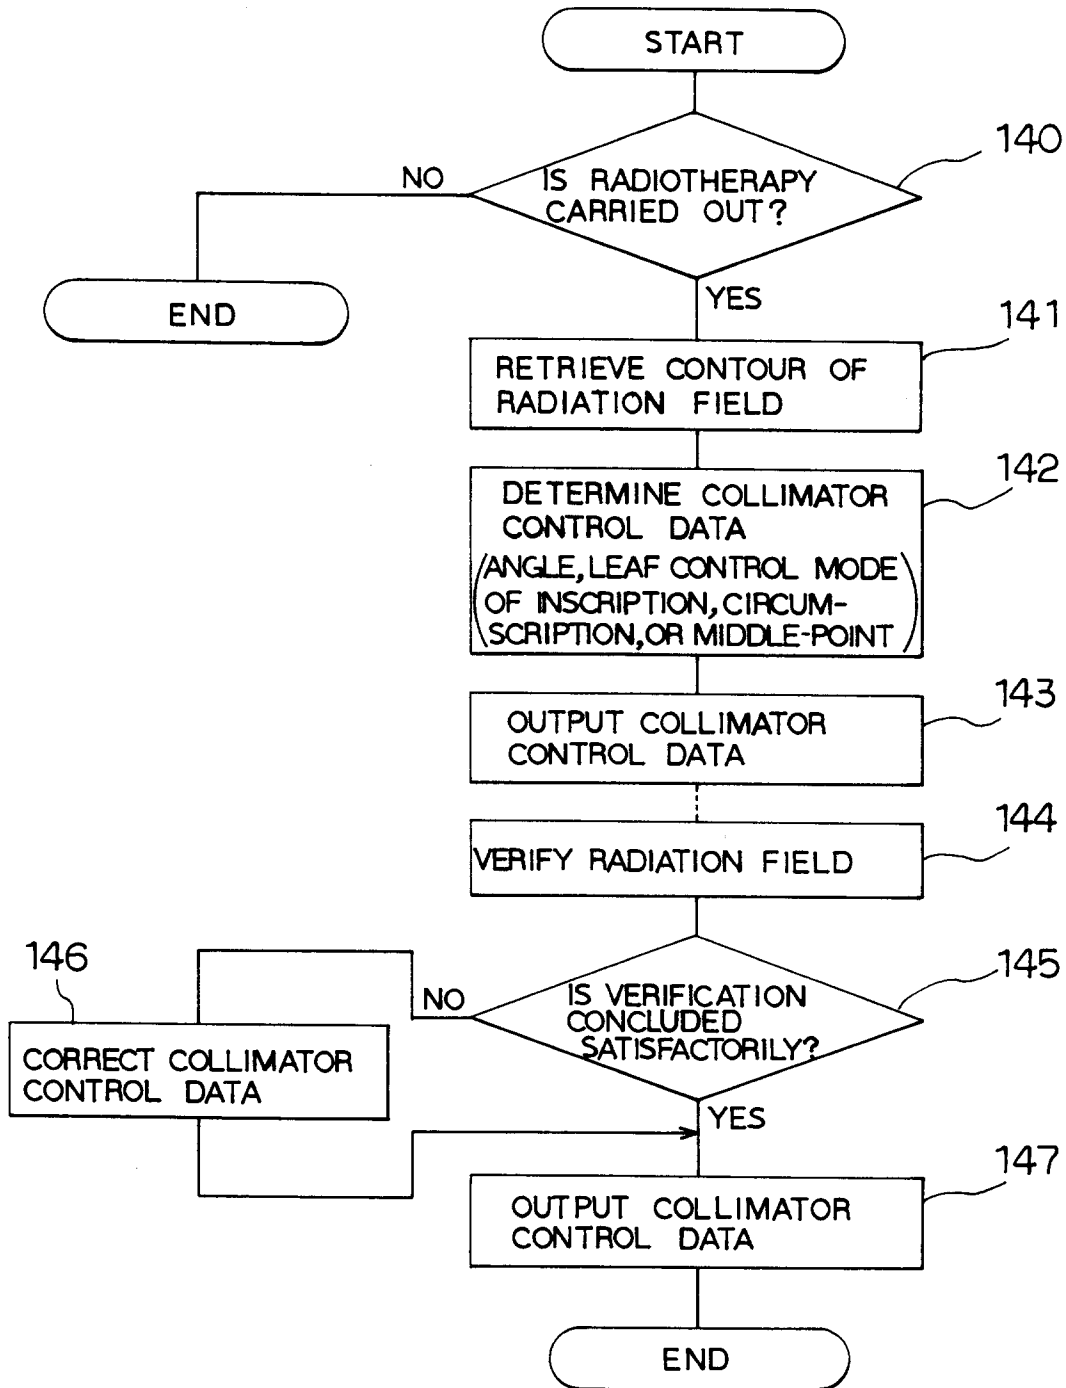 START
140
IS RADIOTHERAPY
CARRIED OUT?
NO
YES
END
141
RETRIEVE CONTOUR OF
RADIATION FIELD
142
DETERMINE COLLIMATOR
CONTROL DATA
(ANGLE, LEAF CONTROL MODE
OF INSCRIPTION, CIRCUM-
SCRIPTION, OR MIDDLE-POINT)
143
OUTPUT COLLIMATOR
CONTROL DATA
144
VERIFY RADIATION FIELD
145
IS VERIFICATION
CONCLUDED
SATISFACTORILY?
NO
YES
146
CORRECT COLLIMATOR
CONTROL DATA
147
OUTPUT COLLIMATOR
CONTROL DATA
END